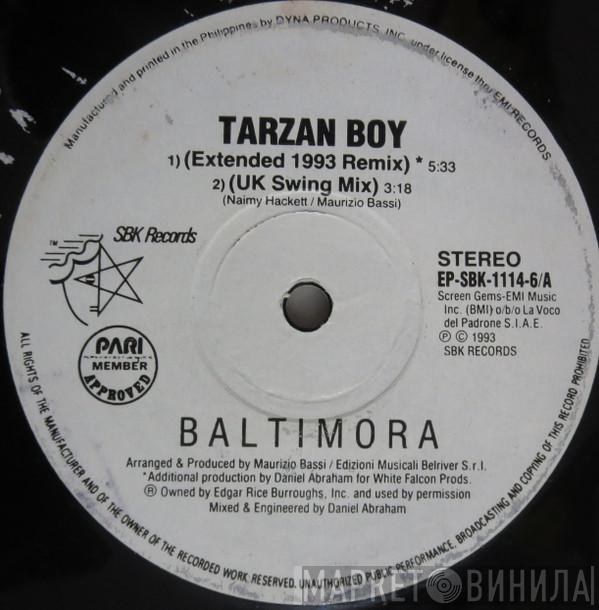 Manufactured and printed in the Philippines by DYNA PRODUCTS, INC. under license thru EMI RECORDS
TARZAN BOY
1) (Extended 1993 Remix) * 5:33
2) (UK Swing Mix) 3:18
(Naimy Hackett / Maurizio Bassi)
TM
SBK Records
STEREO
EP-SBK-1114-6/A
Screen Gems-EMI Music
Inc. (BMI) o/b/o La Voco
del Padrone S.I.A.E.
Ⓟ © 1993
SBK RECORDS
PARI
MEMBER
APPROVED
BALTIMORA
Arranged & Produced by Maurizio Bassi / Edizioni Musicali Belriver S.r.l.
*Additional production by Daniel Abraham for White Falcon Prods.
® Owned by Edgar Rice Burroughs, Inc. and used by permission
Mixed & Engineered by Daniel Abraham
ALL RIGHTS OF THE MANUFACTURER AND OF THE OWNER OF THE RECORDED WORK RESERVED. UNAUTHORIZED PUBLIC PERFORMANCE, BROADCASTING AND COPYING OF THIS RECORD PROHIBITED
МАРКЕТ ВИНИЛА